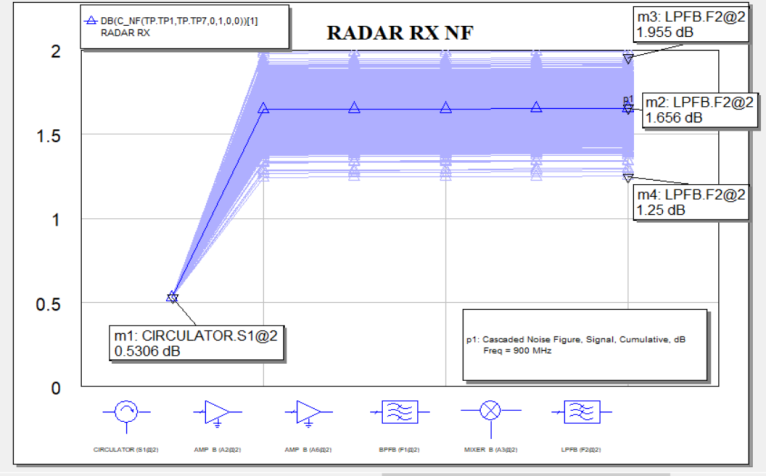 DB(C_NF(TP.TP1,TP.TP7,0,1,0,0))[1]
RADAR RX
RADAR RX NF
m3: LPFB.F2@2
1.955 dB
2
p1
m2: LPFB.F2@2
1.656 dB
1.5
m4: LPFB.F2@2
1.25 dB
1
0.5
m1: CIRCULATOR.S1@2
0.5306 dB
p1: Cascaded Noise Figure, Signal, Cumulative, dB
Freq = 900 MHz
0
CIRCULATOR (S1@2) AMP_B (A2@2) AMP_B (A6@2) BPFB (F1@2) MIXER_B (A3@2) LPFB (F2@2)